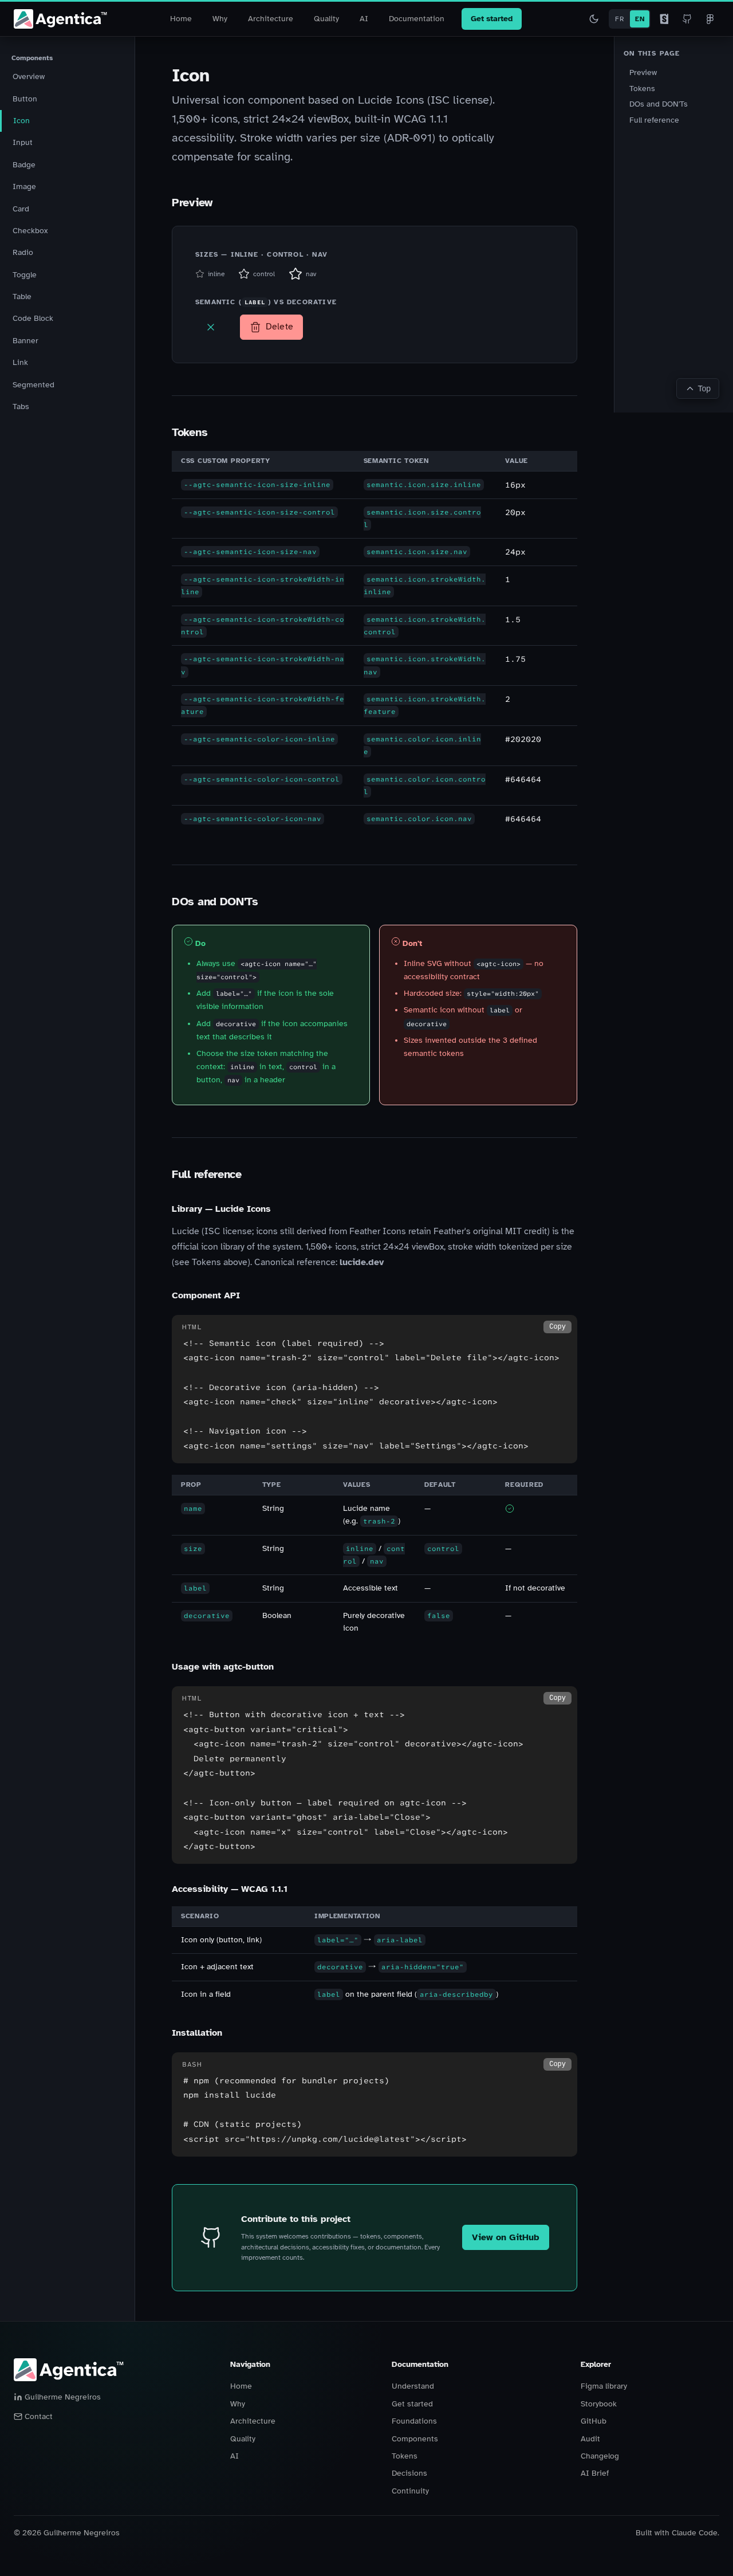 Agentica™
Home
Why
Architecture
Quality
AI
Documentation
Get started
FR
EN
Components
Overview
Button
Icon
Input
Badge
Image
Card
Checkbox
Radio
Toggle
Table
Code Block
Banner
Link
Segmented
Tabs
ON THIS PAGE
Preview
Tokens
DOs and DON'Ts
Full reference
Top
Icon
Universal icon component based on Lucide Icons (ISC license).
1,500+ icons, strict 24×24 viewBox, built-in WCAG 1.1.1
accessibility. Stroke width varies per size (ADR-091) to optically
compensate for scaling.
Preview
SIZES — INLINE · CONTROL · NAV
inline
control
nav
SEMANTIC ( LABEL ) VS DECORATIVE
Delete
Tokens
CSS CUSTOM PROPERTY SEMANTIC TOKEN VALUE
--agtc-semantic-icon-size-inline semantic.icon.size.inline 16px
--agtc-semantic-icon-size-control semantic.icon.size.contro
l 20px
--agtc-semantic-icon-size-nav semantic.icon.size.nav 24px
--agtc-semantic-icon-strokeWidth-in
line semantic.icon.strokeWidth.
inline 1
--agtc-semantic-icon-strokeWidth-co
ntrol semantic.icon.strokeWidth.
control 1.5
--agtc-semantic-icon-strokeWidth-na
v semantic.icon.strokeWidth.
nav 1.75
--agtc-semantic-icon-strokeWidth-fe
ature semantic.icon.strokeWidth.
feature 2
--agtc-semantic-color-icon-inline semantic.color.icon.inlin
e #202020
--agtc-semantic-color-icon-control semantic.color.icon.contro
l #646464
--agtc-semantic-color-icon-nav semantic.color.icon.nav #646464
DOs and DON'Ts
Do
Always use <agtc-icon name="…"
size="control">
Add label="…" if the icon is the sole
visible information
Add decorative if the icon accompanies
text that describes it
Choose the size token matching the
context: inline in text, control in a
button, nav in a header
Don't
Inline SVG without <agtc-icon> — no
accessibility contract
Hardcoded size: style="width:20px"
Semantic icon without label or
decorative
Sizes invented outside the 3 defined
semantic tokens
Full reference
Library — Lucide Icons
Lucide (ISC license; icons still derived from Feather Icons retain Feather's original MIT credit) is the
official icon library of the system. 1,500+ icons, strict 24×24 viewBox, stroke width tokenized per size
(see Tokens above). Canonical reference: lucide.dev
Component API
HTML
Copy
<!-- Semantic icon (label required) -->
<agtc-icon name="trash-2" size="control" label="Delete file"></agtc-icon>
<!-- Decorative icon (aria-hidden) -->
<agtc-icon name="check" size="inline" decorative></agtc-icon>
<!-- Navigation icon -->
<agtc-icon name="settings" size="nav" label="Settings"></agtc-icon>
PROP TYPE VALUES DEFAULT REQUIRED
name String Lucide name
(e.g. trash-2) —
size String inline / cont
rol / nav control —
label String Accessible text — If not decorative
decorative Boolean Purely decorative
icon false —
Usage with agtc-button
HTML
Copy
<!-- Button with decorative icon + text -->
<agtc-button variant="critical">
<agtc-icon name="trash-2" size="control" decorative></agtc-icon>
Delete permanently
</agtc-button>
<!-- Icon-only button — label required on agtc-icon -->
<agtc-button variant="ghost" aria-label="Close">
<agtc-icon name="x" size="control" label="Close"></agtc-icon>
</agtc-button>
Accessibility — WCAG 1.1.1
SCENARIO IMPLEMENTATION
Icon only (button, link) label="…" → aria-label
Icon + adjacent text decorative → aria-hidden="true"
Icon in a field label on the parent field (aria-describedby)
Installation
BASH
Copy
# npm (recommended for bundler projects)
npm install lucide
# CDN (static projects)
<script src="https://unpkg.com/lucide@latest"></script>
Contribute to this project
This system welcomes contributions — tokens, components,
architectural decisions, accessibility fixes, or documentation. Every
improvement counts.
View on GitHub
Agentica™
Guilherme Negreiros
Contact
Navigation
Home
Why
Architecture
Quality
AI
Documentation
Understand
Get started
Foundations
Components
Tokens
Decisions
Continuity
Explorer
Figma library
Storybook
GitHub
Audit
Changelog
AI Brief
© 2026 Guilherme Negreiros
Built with Claude Code.